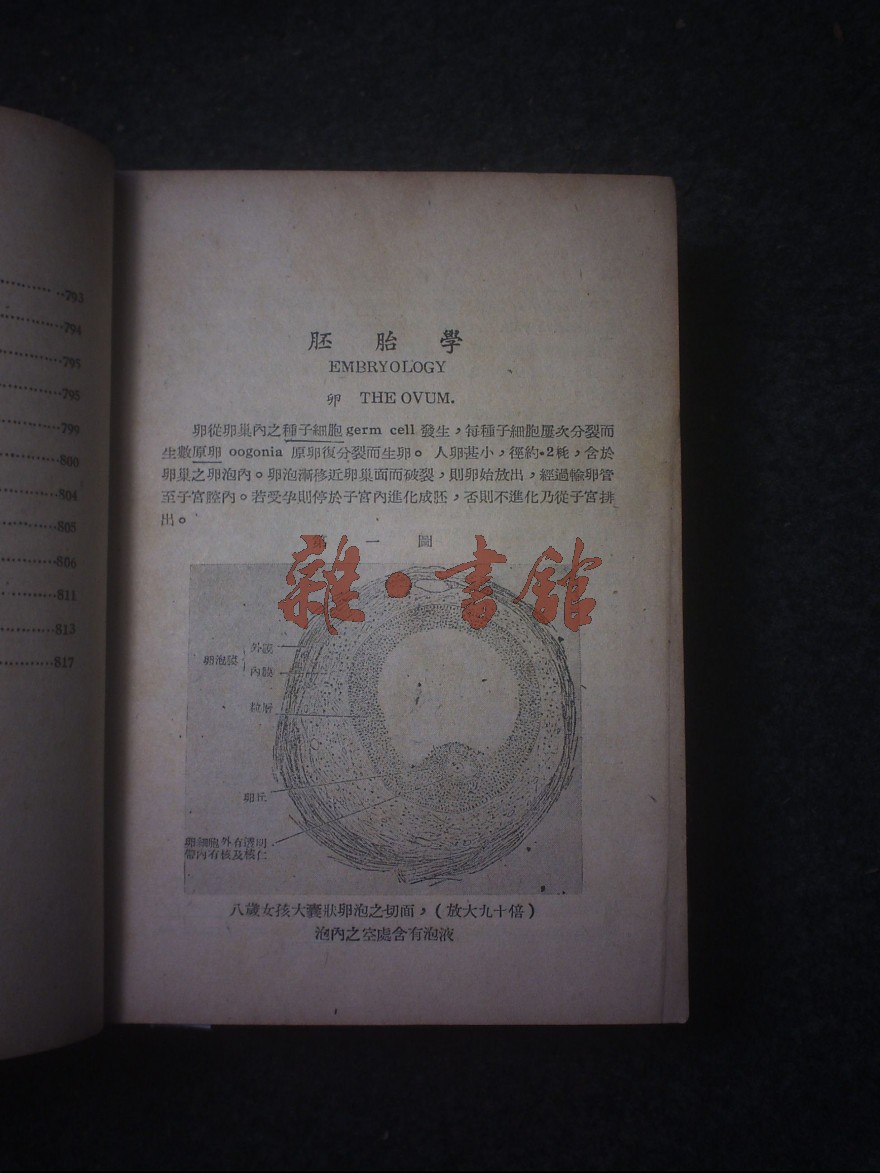 793
794
795
795
799
800
804
805
806
811
813
817
胚胎學
EMBRYOLOGY
卵 THE OVUM.
卵從卵巢內之種子細胞 germ cell 發生，每種子細胞屢次分裂而
生數原卵 oogonia 原卵復分裂而生卵。人卵甚小，徑約·2粍，含於
卵巢之卵泡內。卵泡漸移近卵巢面而破裂，則卵始放出，經過輸卵管
至子宮腔內。若受孕則停於子宮內進化成胚，否則不進化乃從子宮排
出。
第一圖
雜·書館
卵泡膜
外膜
內膜
粒層
卵丘
卵細胞外有透明
帶內有核及核仁
八歲女孩大囊狀卵泡之切面，(放大九十倍)
泡內之空處含有泡液